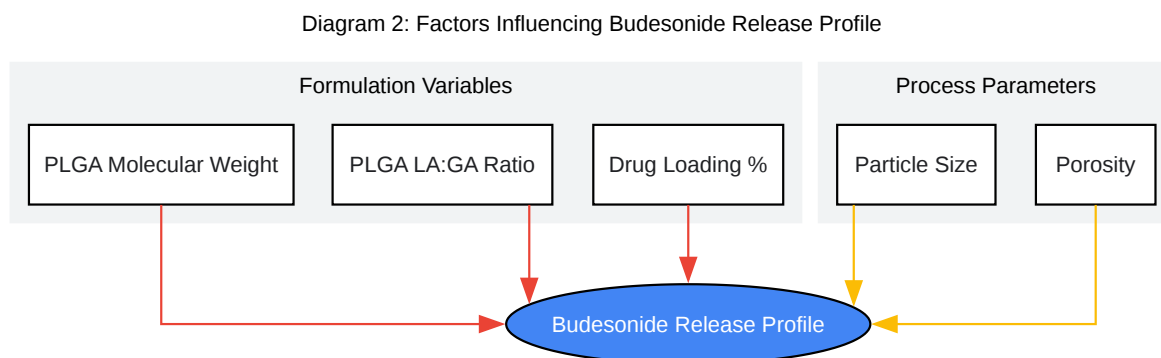 Diagram 2: Factors Influencing Budesonide Release Profile
Formulation Variables
Process Parameters
PLGA Molecular Weight
PLGA LA:GA Ratio
Drug Loading %
Particle Size
Porosity
Budesonide Release Profile